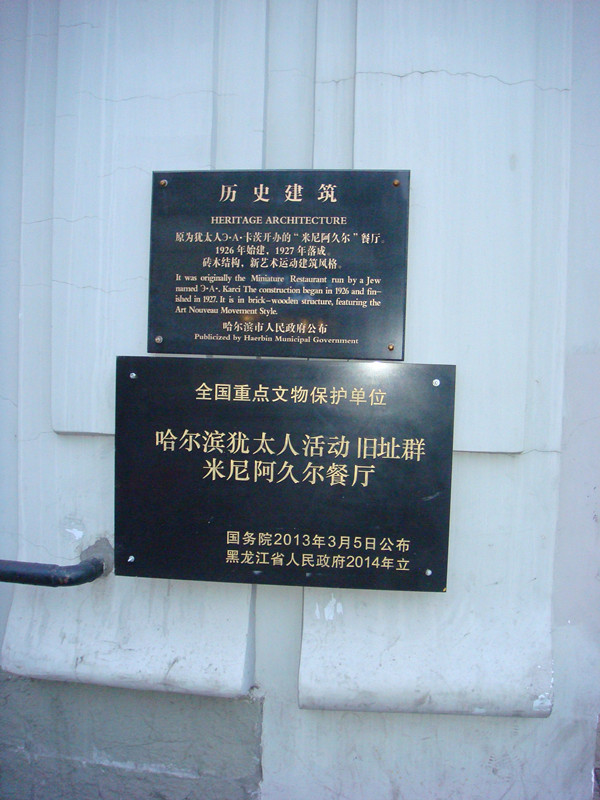 历史建筑
HERITAGE ARCHITECTURE
原为犹太人Э·А·卡茨开办的“米尼阿久尔”餐厅。
1926年始建，1927年落成。
砖木结构，新艺术运动建筑风格。
It was originally the Miniature Restaurant run by a Jew
named Э·А·. Karci The construction began in 1926 and fin-
ished in 1927. It is in brick-wooden structure, featuring the
Art Nouveau Movement Style.
哈尔滨市人民政府公布
Publicized by Haerbin Municipal Government
全国重点文物保护单位
哈尔滨犹太人活动旧址群
米尼阿久尔餐厅
国务院2013年3月5日公布
黑龙江省人民政府2014年立